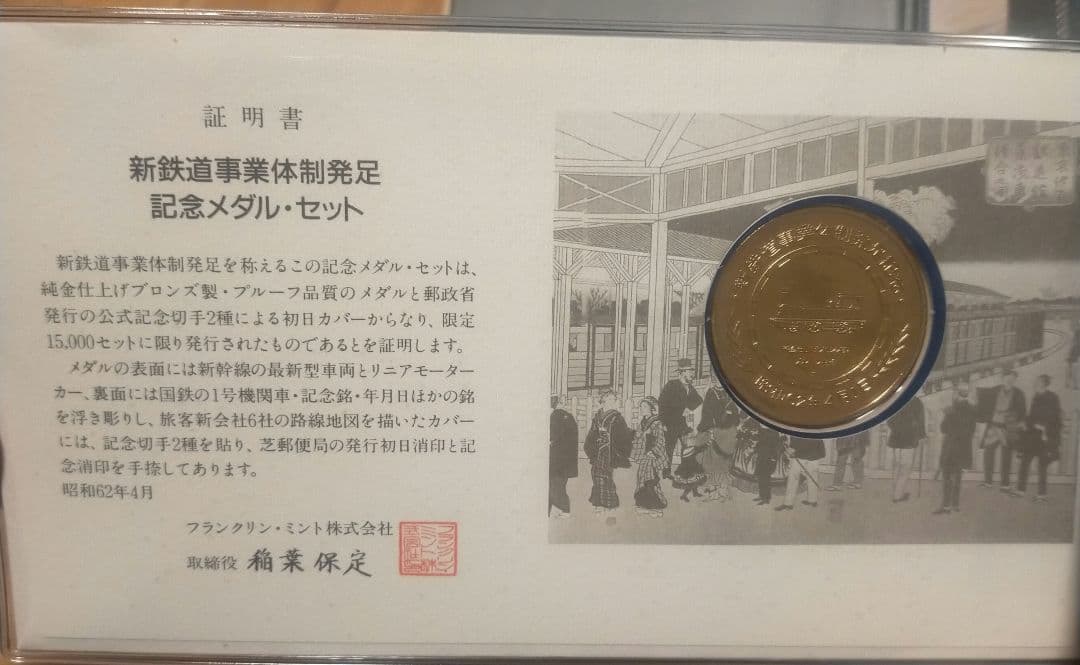 証明書
新鉄道事業体制発足
記念メダル・セット
新鉄道事業体制発足を称えるこの記念メダル・セットは、
純金仕上げブロンズ製・プルーフ品質のメダルと郵政省
発行の公式記念切手2種による初日カバーからなり、限定
15,000セットに限り発行されたものであるとを証明します。
メダルの表面には新幹線の最新型車両とリニアモーター
カー、裏面には国鉄の1号機関車・記念銘・年月日ほかの銘
を浮き彫りし、旅客新会社6社の路線地図を描いたカバー
には、記念切手2種を貼り、芝郵便局の発行初日消印と記
念消印を手捺してあります。
昭和62年4月
フランクリン・ミント株式会社
取締役 稲葉保定
新鉄道事業体制発足記念